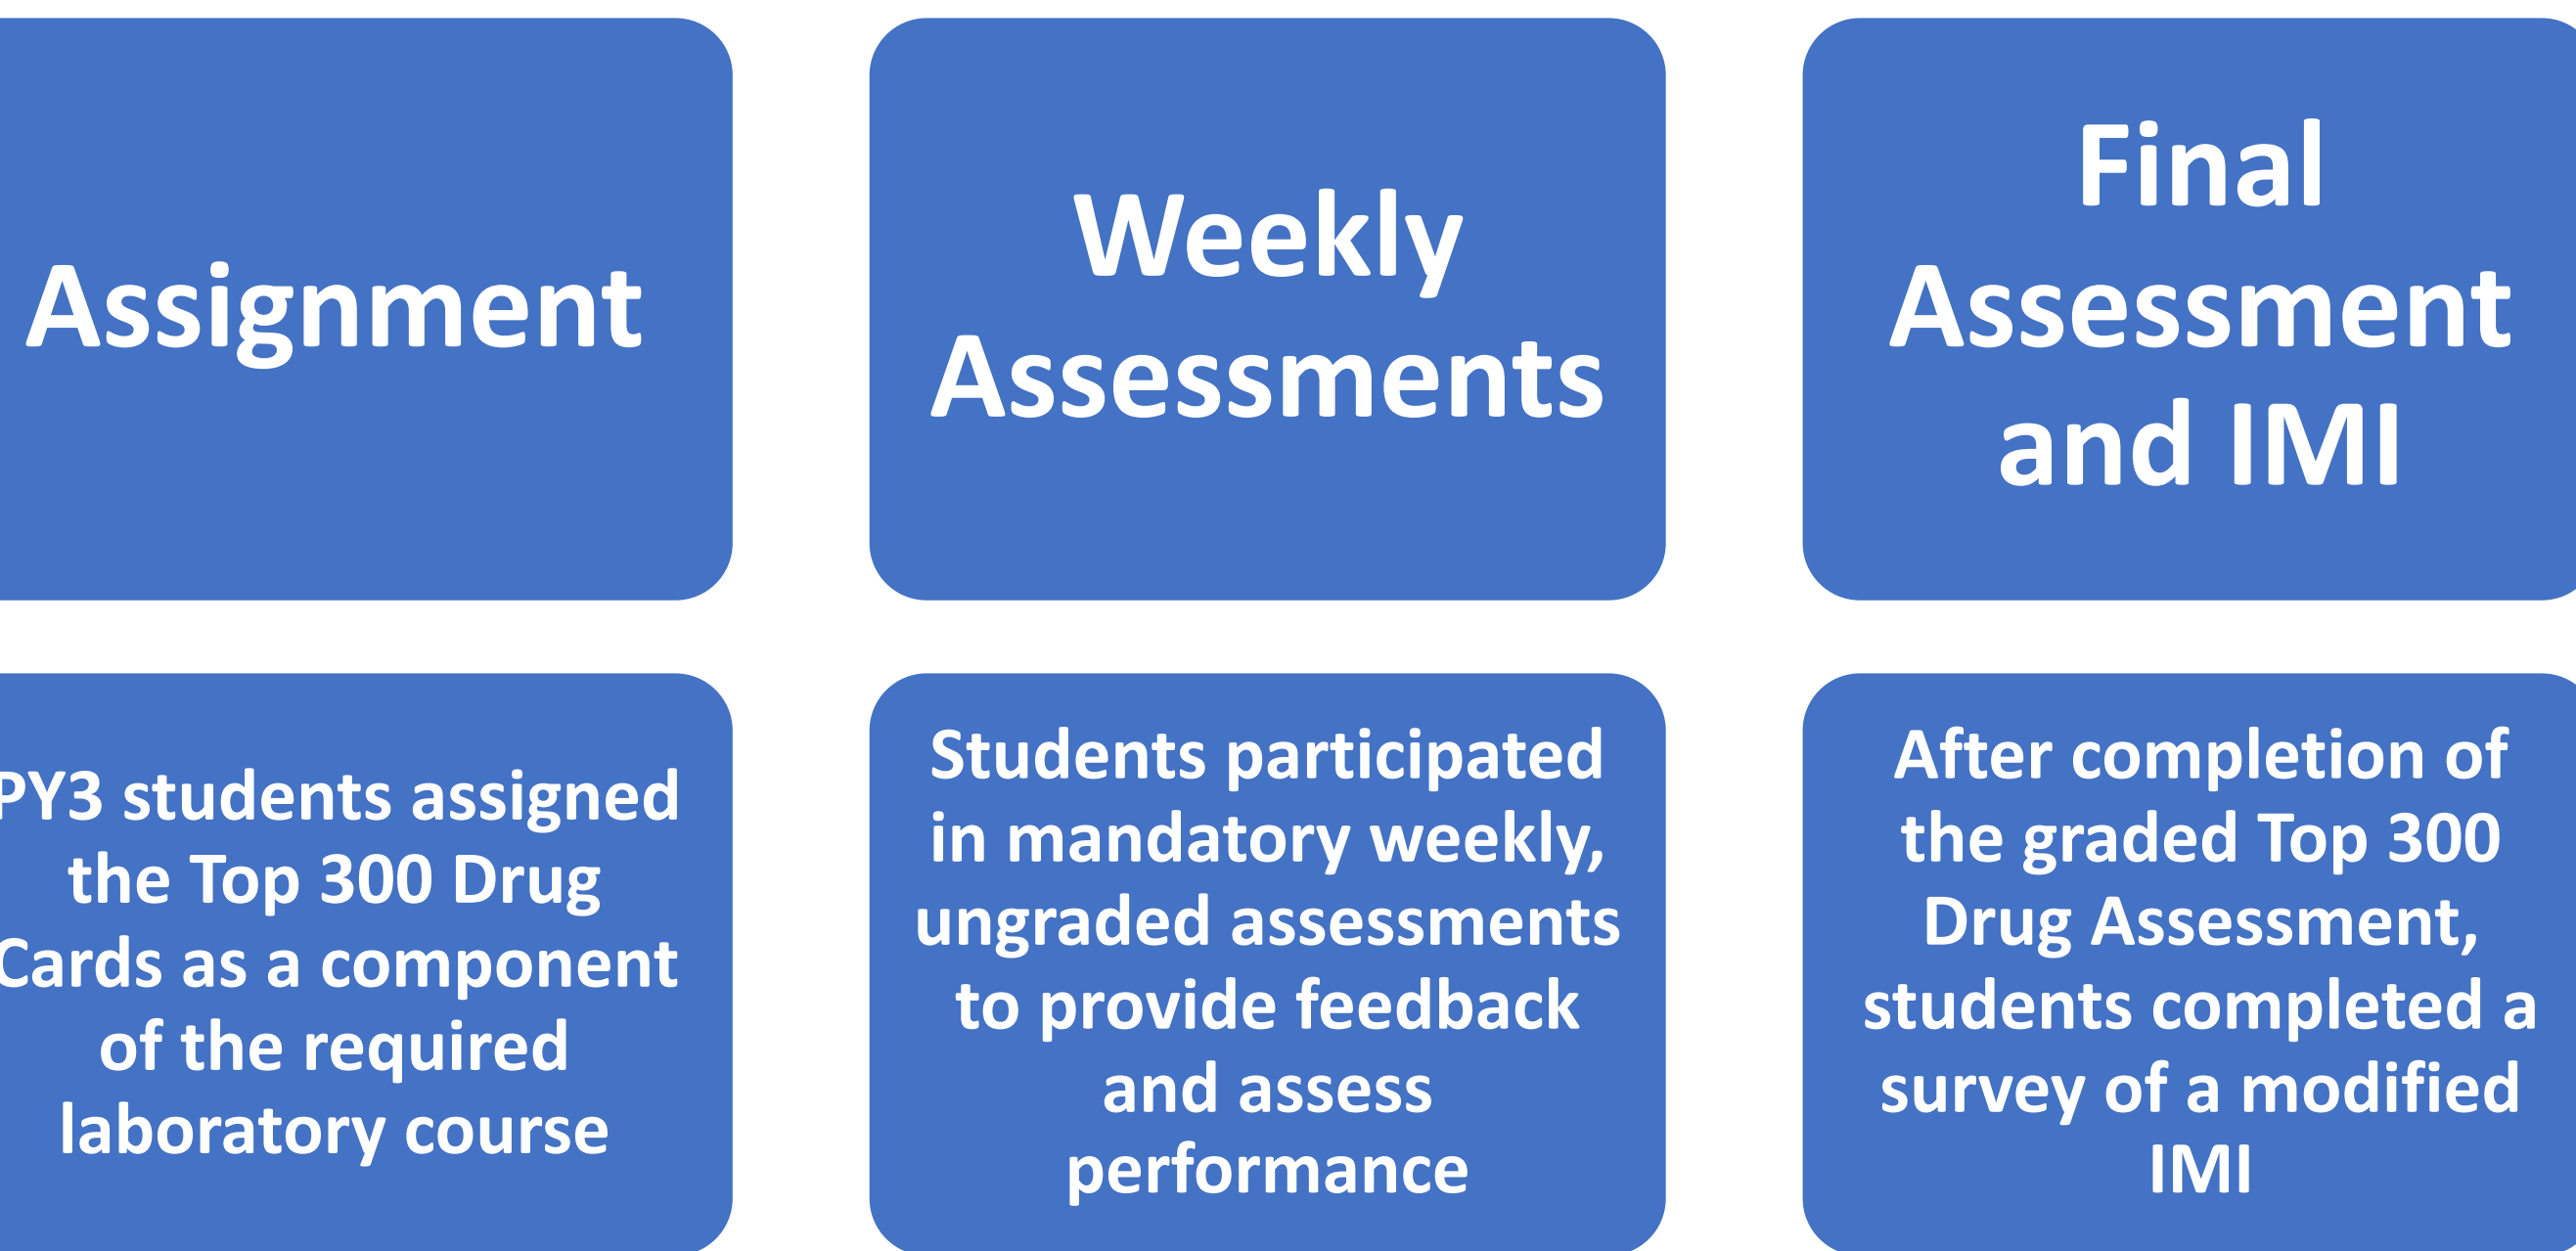 Assignment
Weekly
Assessments
Final
Assessment
and IMI
PY3 students assigned
the Top 300 Drug
Cards as a component
of the required
laboratory course
Students participated
in mandatory weekly,
ungraded assessments
to provide feedback
and assess
performance
After completion of
the graded Top 300
Drug Assessment,
students completed a
survey of a modified
IMI